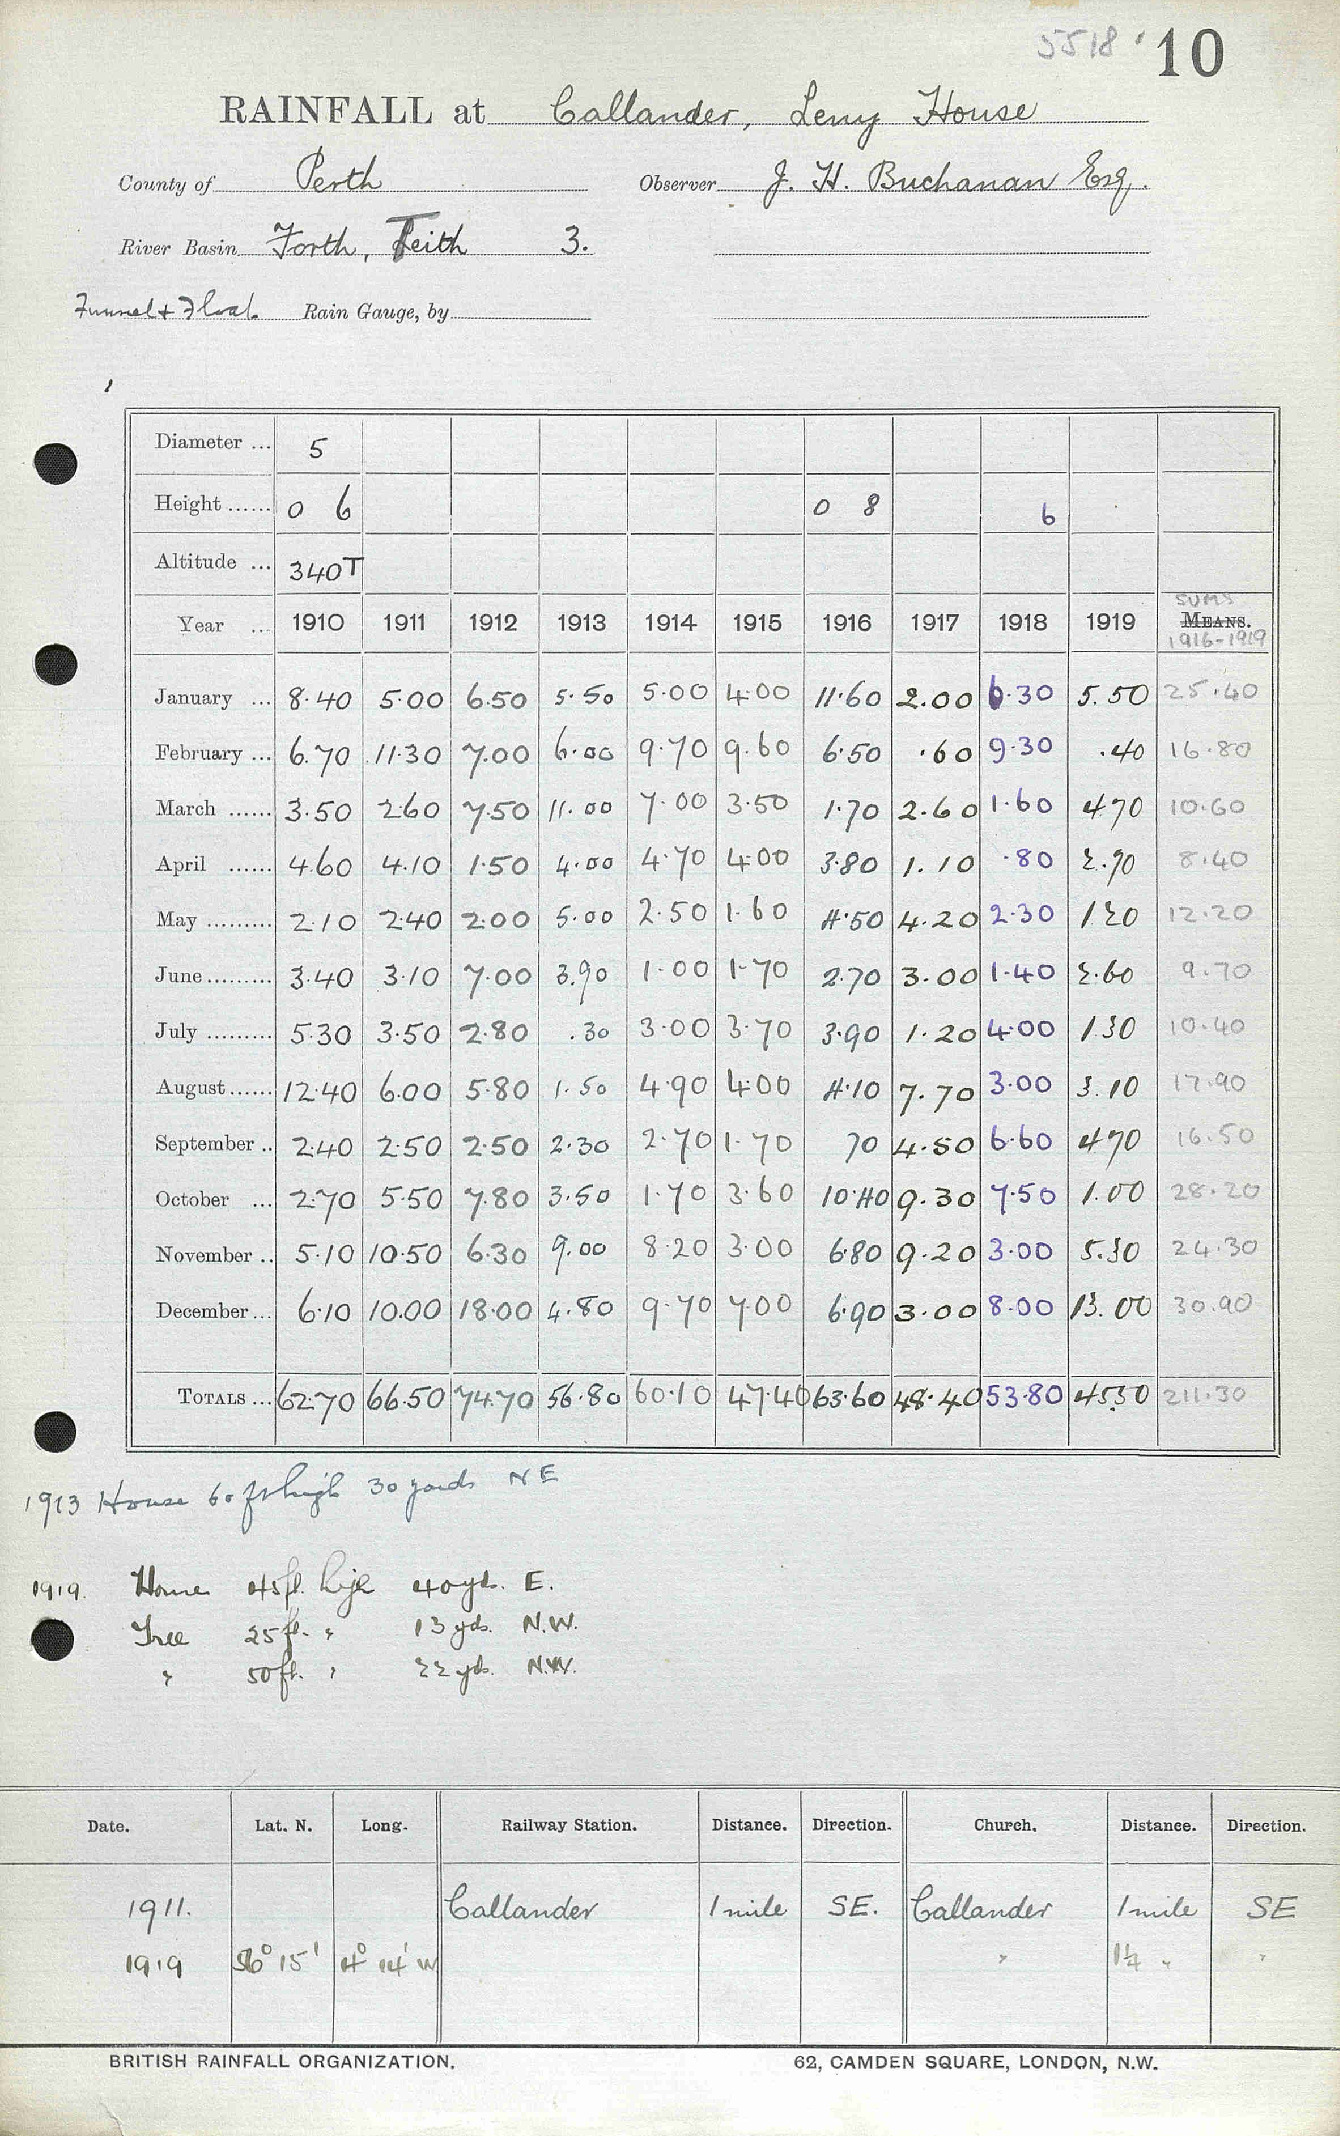 5518 10
RAINFALL at Callander, Leny House
County of Perth Observer J. H. Buchanan Esq.
River Basin Forth, Teith 3.
Funnel & Float Rain Gauge, by
Diameter ... 5
Height ...... 0 6 0 8 6
Altitude ... 340T
SUMS
Year ... 1910 1911 1912 1913 1914 1915 1916 1917 1918 1919 MEANS.
1916-1919
January ... 8.40 5.00 6.50 5.50 5.00 4.00 11.60 2.00 6.30 5.50 25.40
February ... 6.70 11.30 7.00 6.00 9.70 9.60 6.50 .60 9.30 .40 16.80
March ...... 3.50 2.60 7.50 11.00 7.00 3.50 1.70 2.60 1.60 4.70 10.60
April ...... 4.60 4.10 1.50 4.00 4.70 4.00 3.80 1.10 .80 2.70 8.40
May ......... 2.10 2.40 2.00 5.00 2.50 1.60 4.50 4.20 2.30 1.20 12.20
June ......... 3.40 3.10 7.00 3.90 1.00 1.70 2.70 3.00 1.40 2.60 9.70
July ......... 5.30 3.50 2.80 .30 3.00 3.70 3.90 1.20 4.00 1.30 10.40
August ...... 12.40 6.00 5.80 1.50 4.90 4.00 4.10 7.70 3.00 3.10 17.90
September .. 2.40 2.50 2.50 2.30 2.70 1.70 70 4.50 6.60 4.70 16.50
October ... 2.70 5.50 7.80 3.50 1.70 3.60 10.40 9.30 7.50 1.00 28.20
November .. 5.10 10.50 6.30 9.00 8.20 3.00 6.80 9.20 3.00 5.30 24.30
December ... 6.10 10.00 18.00 4.80 9.70 7.00 6.90 3.00 8.00 13.00 30.90
TOTALS ... 62.70 66.50 74.70 56.80 60.10 47.40 63.60 48.40 53.80 45.50 211.30
1913 House 60 ft high 30 yards NE
1919. House 45ft. high 40yds. E.
Tree 25ft. " 13 yds. N.W.
" 50ft. " 22 yds. N.W.
Date. Lat. N. Long. Railway Station. Distance. Direction. Church. Distance. Direction.
1911. Callander 1 mile SE. Callander 1 mile SE
1919 56° 15' 4° 14' W " 1¼ " "
BRITISH RAINFALL ORGANIZATION. 62, CAMDEN SQUARE, LONDON, N.W.